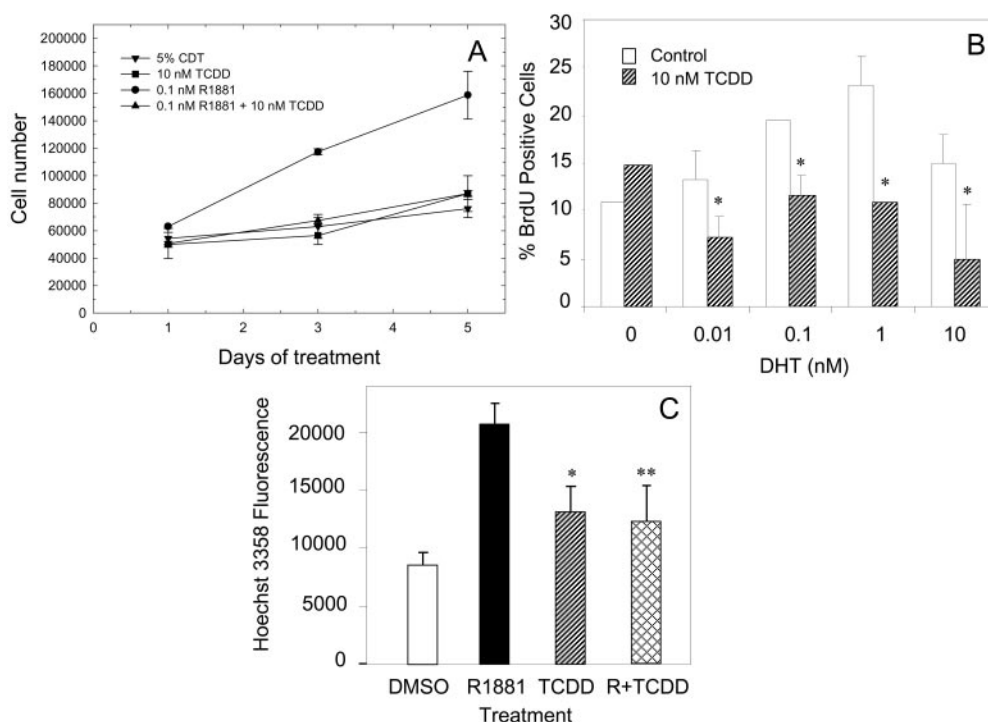 A
Cell number
200000
180000
160000
140000
120000
100000
80000
60000
40000
20000
0
5% CDT
10 nM TCDD
0.1 nM R1881
0.1 nM R1881 + 10 nM TCDD
0 1 2 3 4 5
Days of treatment
B
% BrdU Positive Cells
30
25
20
15
10
5
0
Control
10 nM TCDD
* * * *
0 0.01 0.1 1 10
DHT (nM)
C
Hoechst 3358 Fluorescence
20000
15000
10000
5000
0
* **
DMSO R1881 TCDD R+TCDD
Treatment